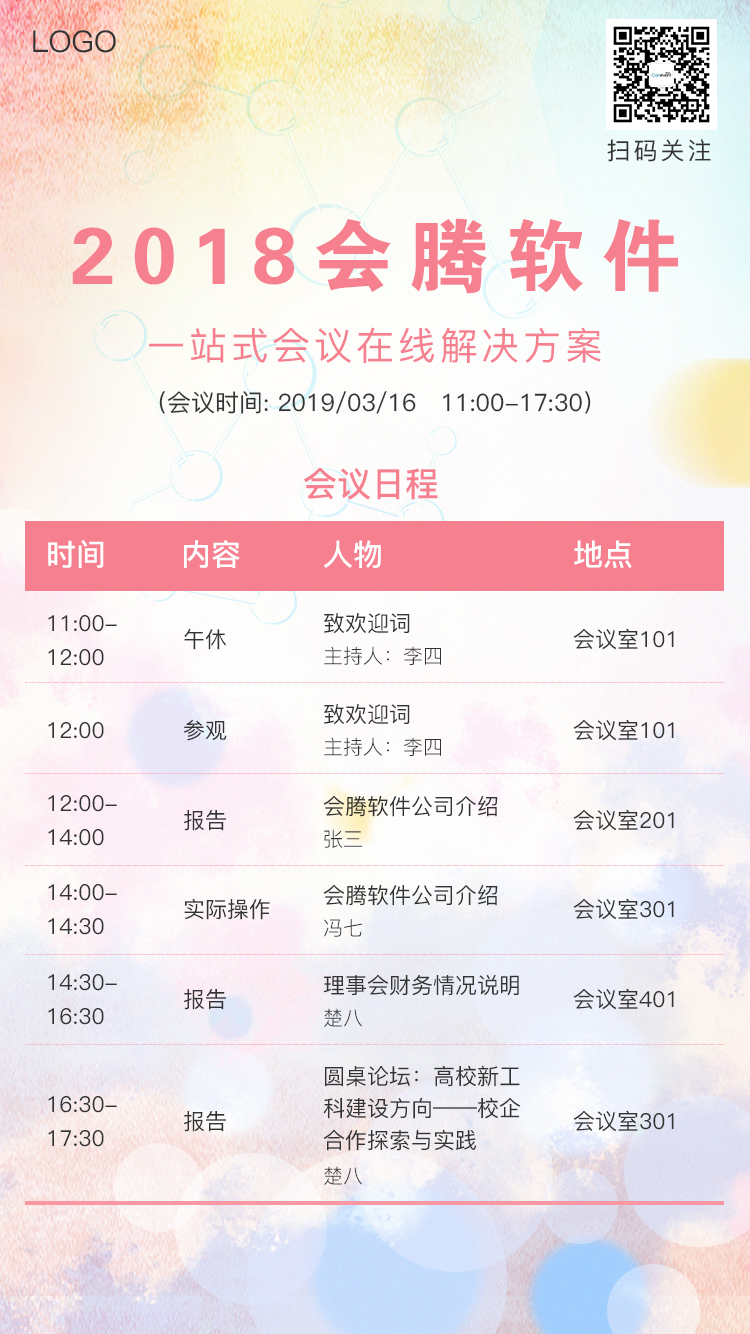 LOGO
扫码关注
2018会腾软件
一站式会议在线解决方案
(会议时间: 2019/03/16 11:00-17:30)
会议日程
时间 内容 人物 地点
11:00-
12:00
午休
致欢迎词
主持人：李四
会议室101
12:00
参观
致欢迎词
主持人：李四
会议室101
12:00-
14:00
报告
会腾软件公司介绍
张三
会议室201
14:00-
14:30
实际操作
会腾软件公司介绍
冯七
会议室301
14:30-
16:30
报告
理事会财务情况说明
楚八
会议室401
16:30-
17:30
报告
圆桌论坛：高校新工
科建设方向——校企
合作探索与实践
楚八
会议室301